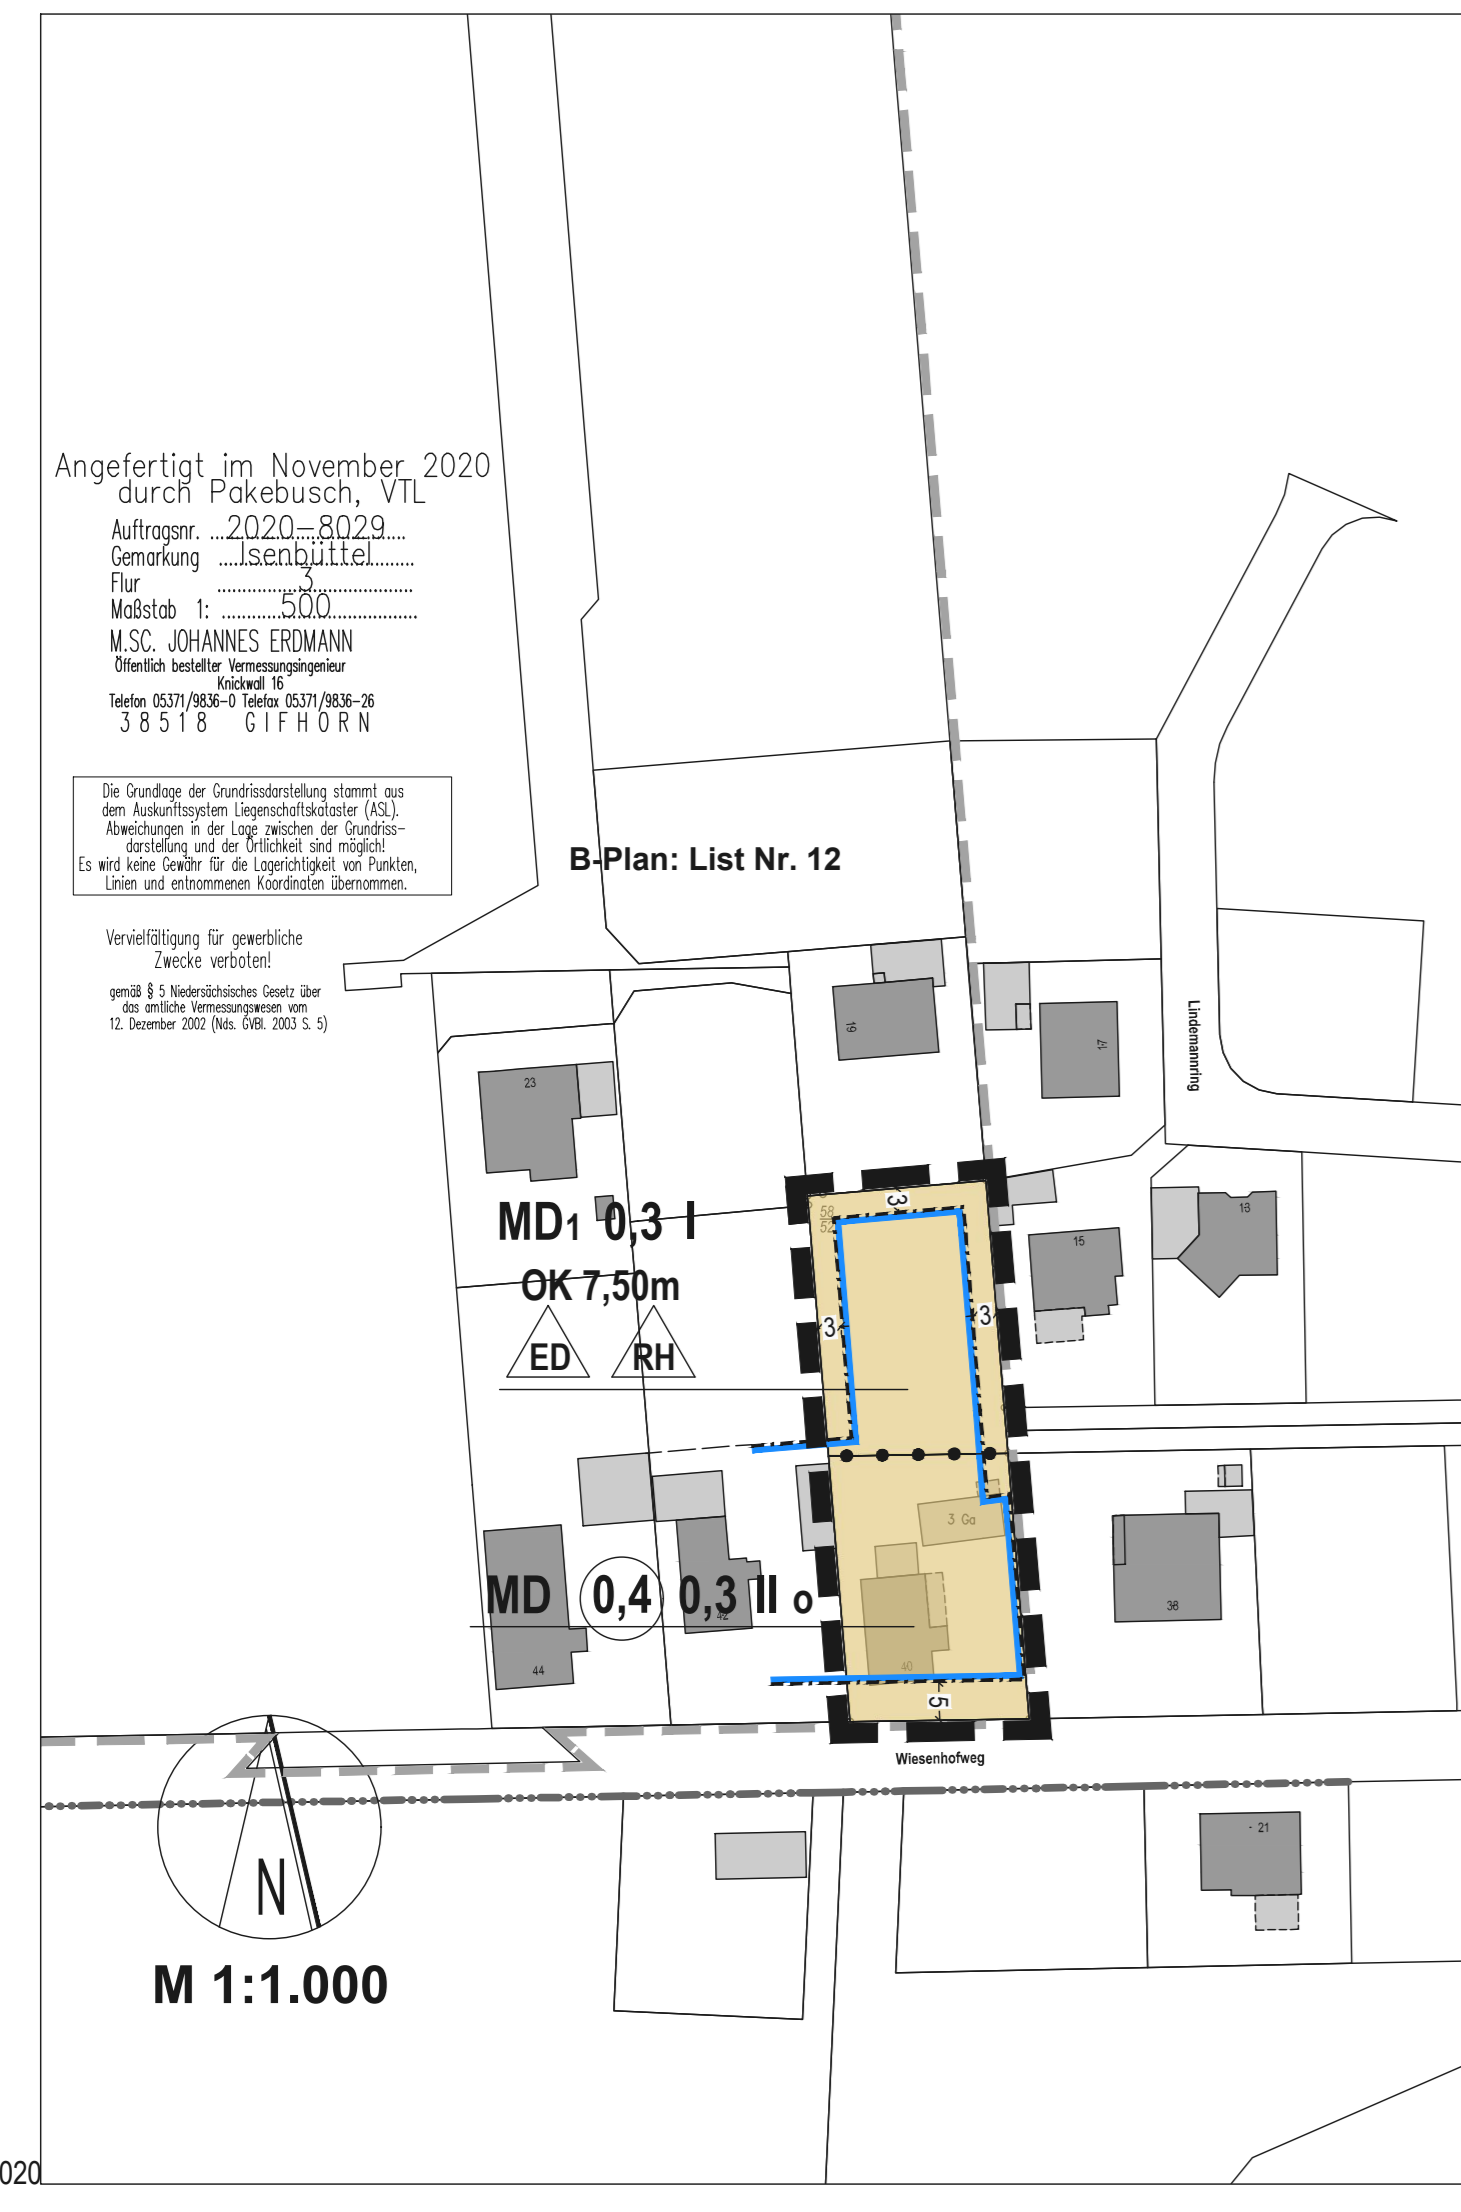 Angefertigt im November 2020
durch Pakebusch, VTL
Auftragsnr. 2020-8029
Gemarkung Isenbüttel
Flur 3
Maßstab 1: 500
M.SC. JOHANNES ERDMANN
Öffentlich bestellter Vermessungsingenieur
Knickwall 16
Telefon 05371/9836-0 Telefax 05371/9836-26
38518 GIFHORN
Die Grundlage der Grundrissdarstellung stammt aus
dem Auskunftssystem Liegenschaftskataster (ASL).
Abweichungen in der Lage zwischen der Grundriss-
darstellung und der Örtlichkeit sind möglich!
Es wird keine Gewähr für die Lagerichtigkeit von Punkten,
Linien und entnommenen Koordinaten übernommen.
B-Plan: List Nr. 12
Vervielfältigung für gewerbliche
Zwecke verboten!
gemäß § 5 Niedersächsisches Gesetz über
das amtliche Vermessungswesen vom
12. Dezember 2002 (Nds. GVBl. 2003 S. 5)
19
17
Lindemannring
23
MD1 0,3 I
OK 7,50m
ED
RH
58
52
3
3
3
15
13
3 Ga
MD 0,4 0,3 II o
42
44
40
38
5
Wiesenhofweg
21
N
M 1:1.000
020